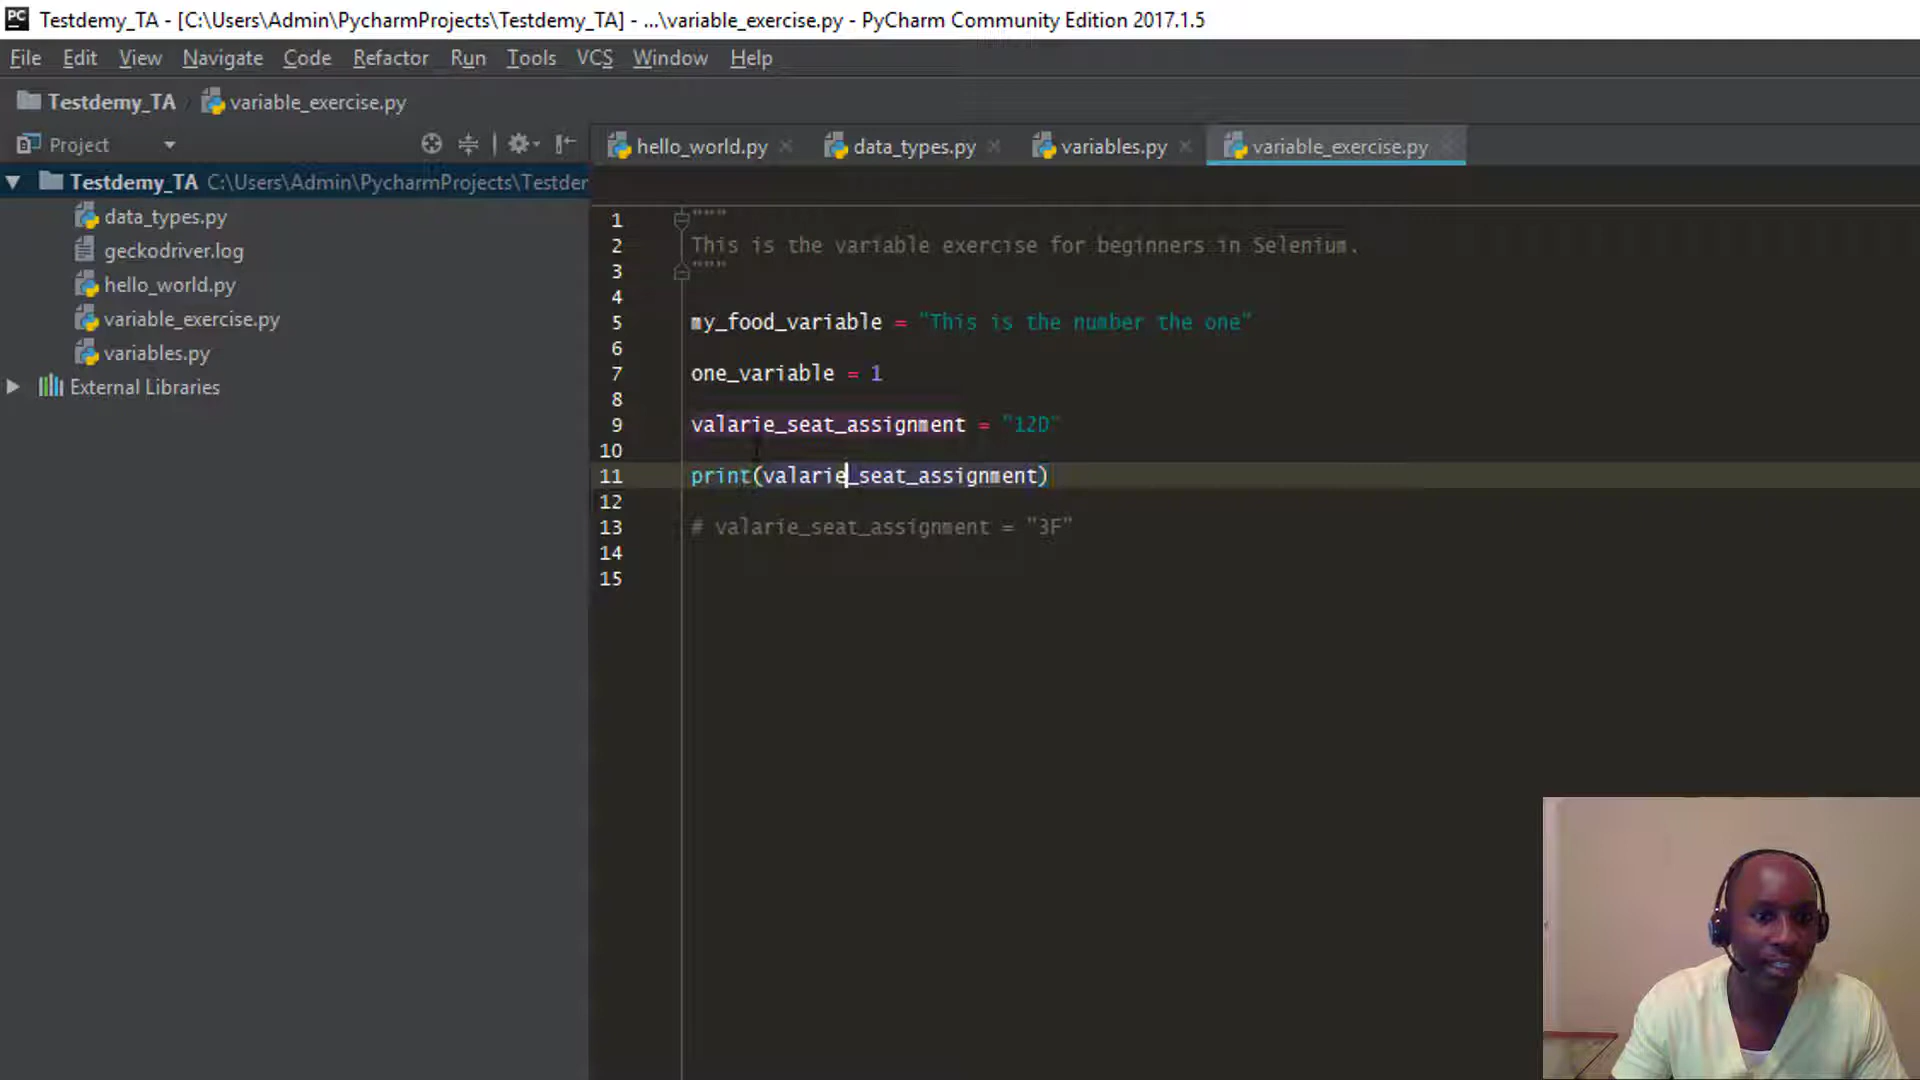 PC Testdemy_TA - [C:\Users\Admin\PycharmProjects\Testdemy_TA] - ...\variable_exercise.py - PyCharm Community Edition 2017.1.5
File Edit View Navigate Code Refactor Run Tools VCS Window Help
Testdemy_TA variable_exercise.py
Project
hello_world.py data_types.py variables.py variable_exercise.py
Testdemy_TA C:\Users\Admin\PycharmProjects\Testder
data_types.py
geckodriver.log
hello_world.py
variable_exercise.py
variables.py
External Libraries
1 """
2 This is the variable exercise for beginners in Selenium.
3 """
4
5 my_food_variable = "This is the number the one"
6
7 one_variable = 1
8
9 valarie_seat_assignment = "12D"
10
11 print(valarie_seat_assignment)
12
13 # valarie_seat_assignment = "3F"
14
15